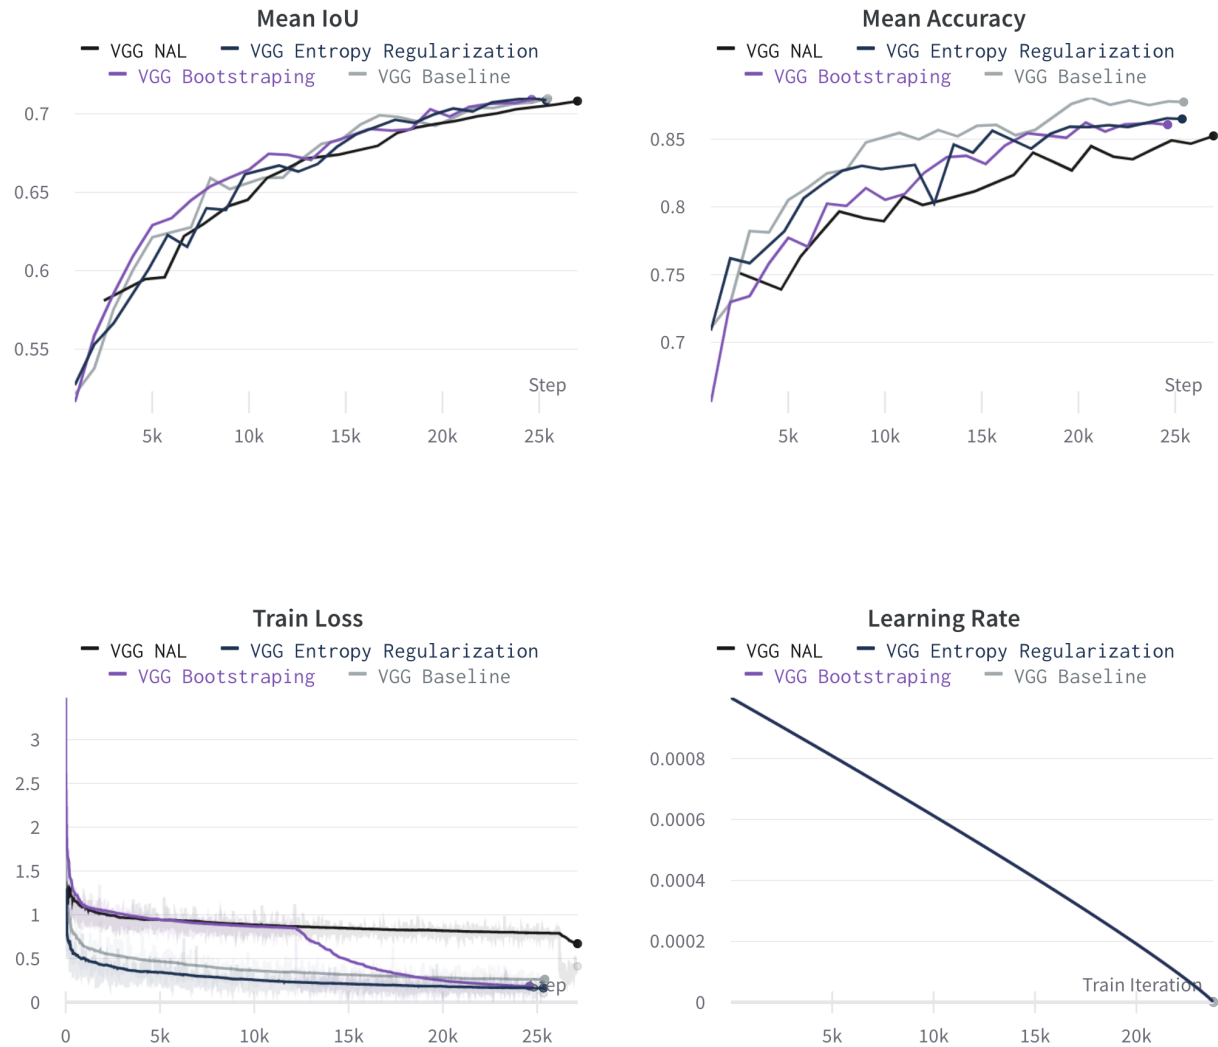 Mean IoU
VGG NAL VGG Entropy Regularization
VGG Bootstraping VGG Baseline
0.7
0.65
0.6
0.55
Step
5k 10k 15k 20k 25k
Mean Accuracy
VGG NAL VGG Entropy Regularization
VGG Bootstraping VGG Baseline
0.85
0.8
0.75
0.7
Step
5k 10k 15k 20k 25k
Train Loss
VGG NAL VGG Entropy Regularization
VGG Bootstraping VGG Baseline
3
2.5
2
1.5
1
0.5
0
Step
0 5k 10k 15k 20k 25k
Learning Rate
VGG NAL VGG Entropy Regularization
VGG Bootstraping VGG Baseline
0.0008
0.0006
0.0004
0.0002
0
Train Iteration
5k 10k 15k 20k